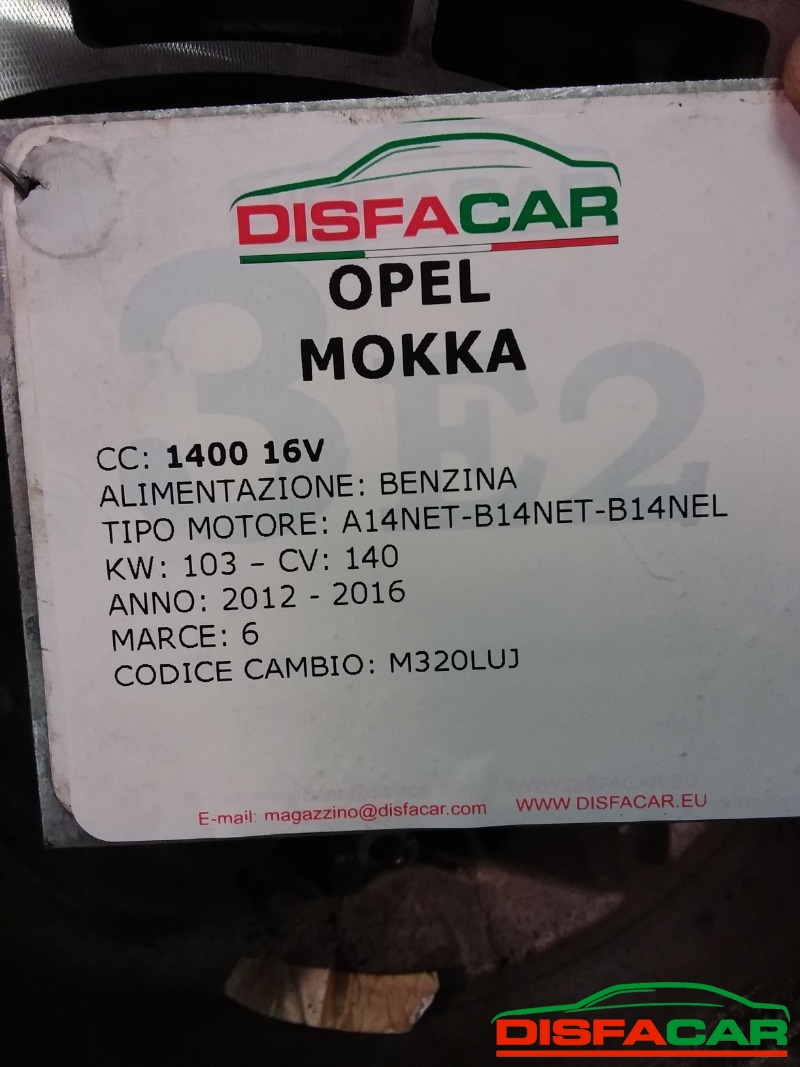 DISFACAR
OPEL
MOKKA
3E2
CC: 1400 16V
ALIMENTAZIONE: BENZINA
TIPO MOTORE: A14NET-B14NET-B14NEL
KW: 103 – CV: 140
ANNO: 2012 - 2016
MARCE: 6
CODICE CAMBIO: M320LUJ
E-mail: magazzino@disfacar.com WWW.DISFACAR.EU
DISFACAR